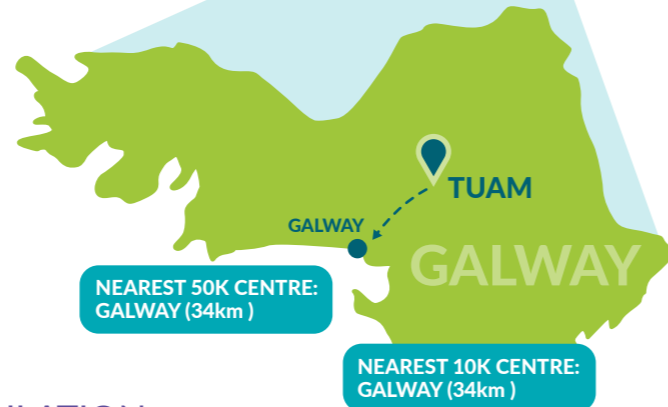 TUAM
GALWAY
GALWAY
NEAREST 50K CENTRE:
GALWAY (34km )
NEAREST 10K CENTRE:
GALWAY (34km )